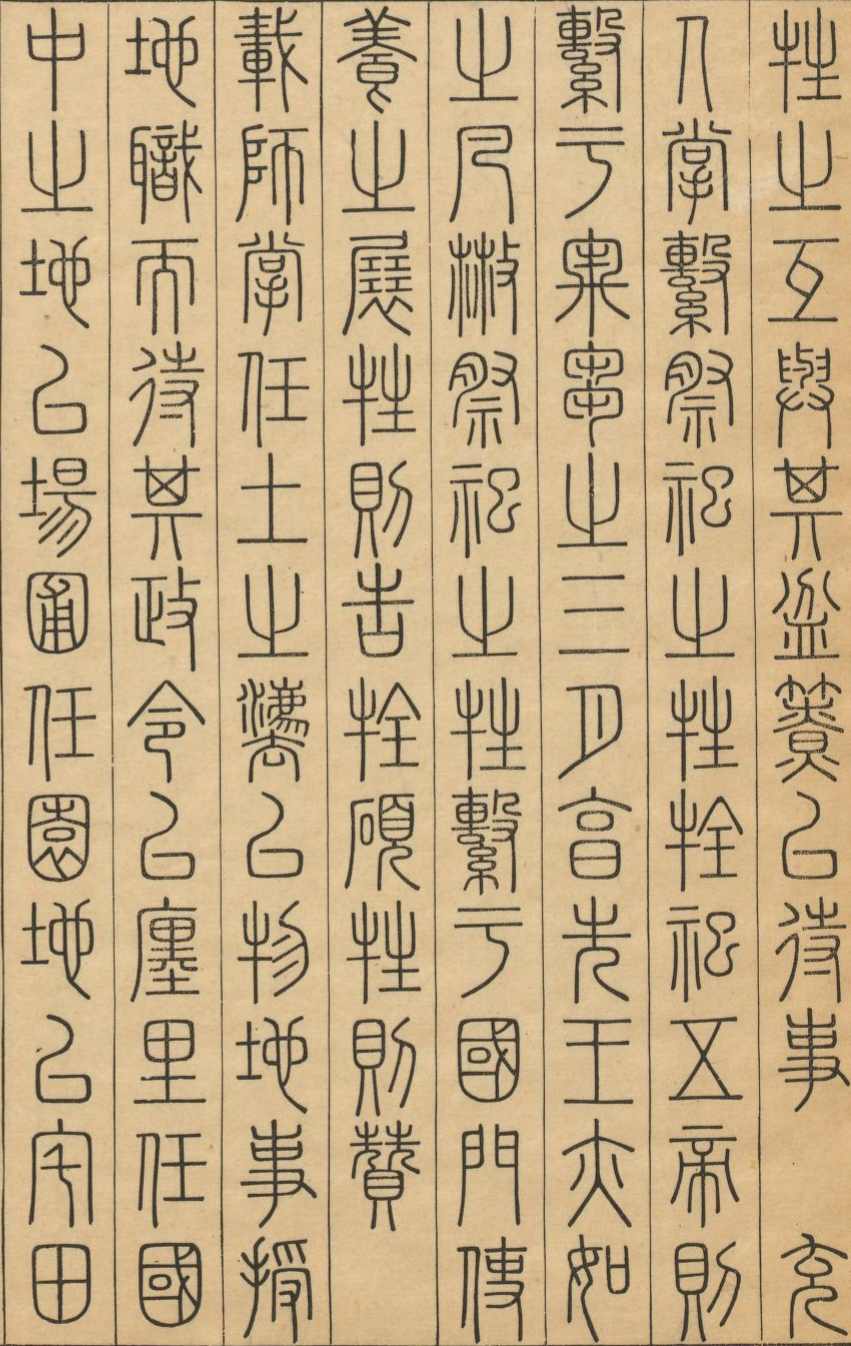 牲之互與其盆簝以待事　充
人掌繫祭祀之牲牷祀五帝則
繫于牢芻之三月享先王亦如
之凡散祭祀之牲繫于國門使
養之展牲則告牷碩牲則贊
載師掌任土之灋以物地事授
地職而待其政令以廛里任國
中之地以場圃任園地以宅田